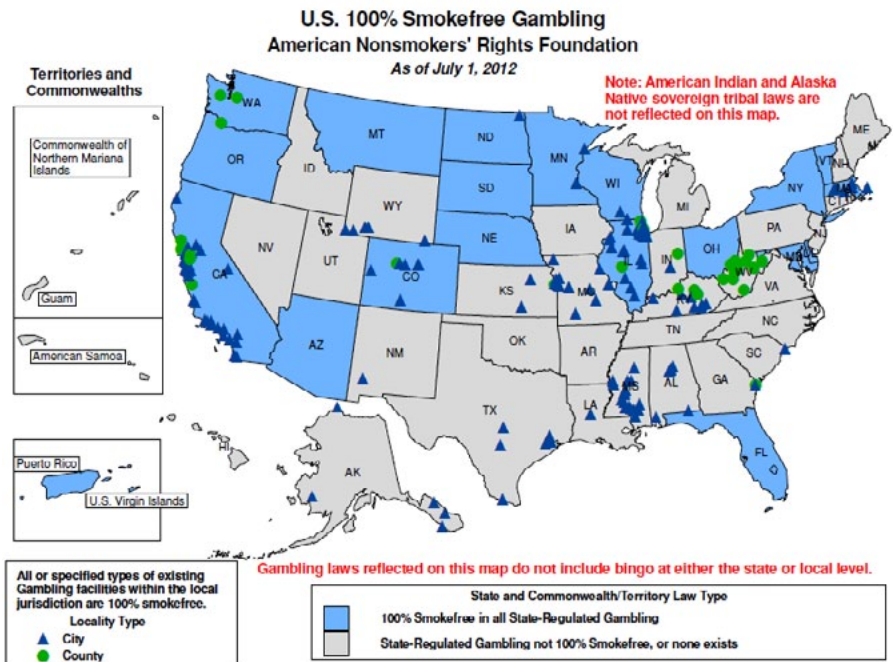 U.S. 100% Smokefree Gambling
American Nonsmokers' Rights Foundation
As of July 1, 2012
Territories and
Commonwealths
Note: American Indian and Alaska
Native sovereign tribal laws are
not reflected on this map.
Commonwealth of
Northern Mariana
Islands
Guam
American Samoa
Puerto Rico
U.S. Virgin Islands
WA
MT
ND
MN
ME
VT
NH
OR
ID
SD
WI
NY
MA
CT
WY
MI
IA
NE
PA
NJ
NV
UT
IL
IN
OH
CA
CO
WV
KS
MO
VA
KY
NC
TN
AZ
NM
OK
AR
SC
MS
AL
GA
TX
LA
FL
HI
AK
Gambling laws reflected on this map do not include bingo at either the state or local level.
All or specified types of existing
Gambling facilities within the local
jurisdiction are 100% smokefree.
Locality Type
City
County
State and Commonwealth/Territory Law Type
100% Smokefree in all State-Regulated Gambling
State-Regulated Gambling not 100% Smokefree, or none exists